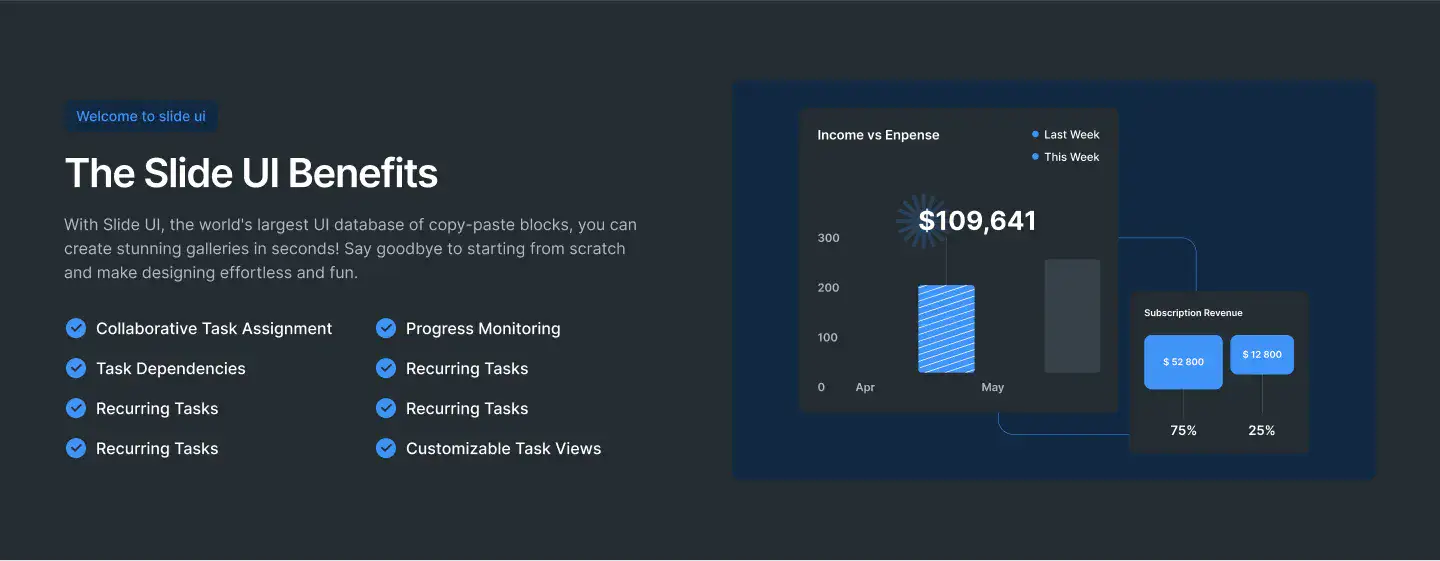 Welcome to slide ui
The Slide UI Benefits
With Slide UI, the world's largest UI database of copy-paste blocks, you can
create stunning galleries in seconds! Say goodbye to starting from scratch
and make designing effortless and fun.
Collaborative Task Assignment
Progress Monitoring
Task Dependencies
Recurring Tasks
Recurring Tasks
Recurring Tasks
Recurring Tasks
Customizable Task Views
Income vs Enpense
Last Week
This Week
$109,641
300
200
100
0
Apr
May
Subscription Revenue
$ 52 800
$ 12 800
75%
25%